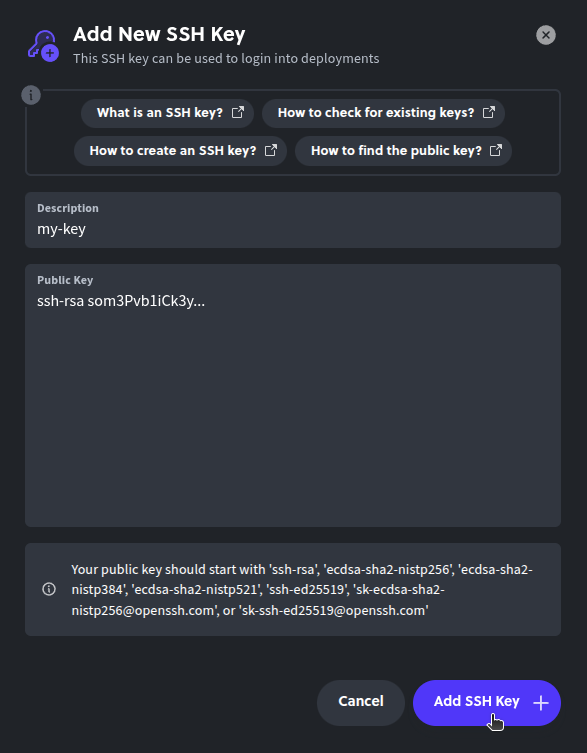 Add New SSH Key
This SSH key can be used to login into deployments
What is an SSH key?
How to check for existing keys?
How to create an SSH key?
How to find the public key?
Description
my-key
Public Key
ssh-rsa som3Pvb1iCk3y...
Your public key should start with 'ssh-rsa', 'ecdsa-sha2-nistp256', 'ecdsa-sha2-
nistp384', 'ecdsa-sha2-nistp521', 'ssh-ed25519', 'sk-ecdsa-sha2-
nistp256@openssh.com', or 'sk-ssh-ed25519@openssh.com'
Cancel
Add SSH Key